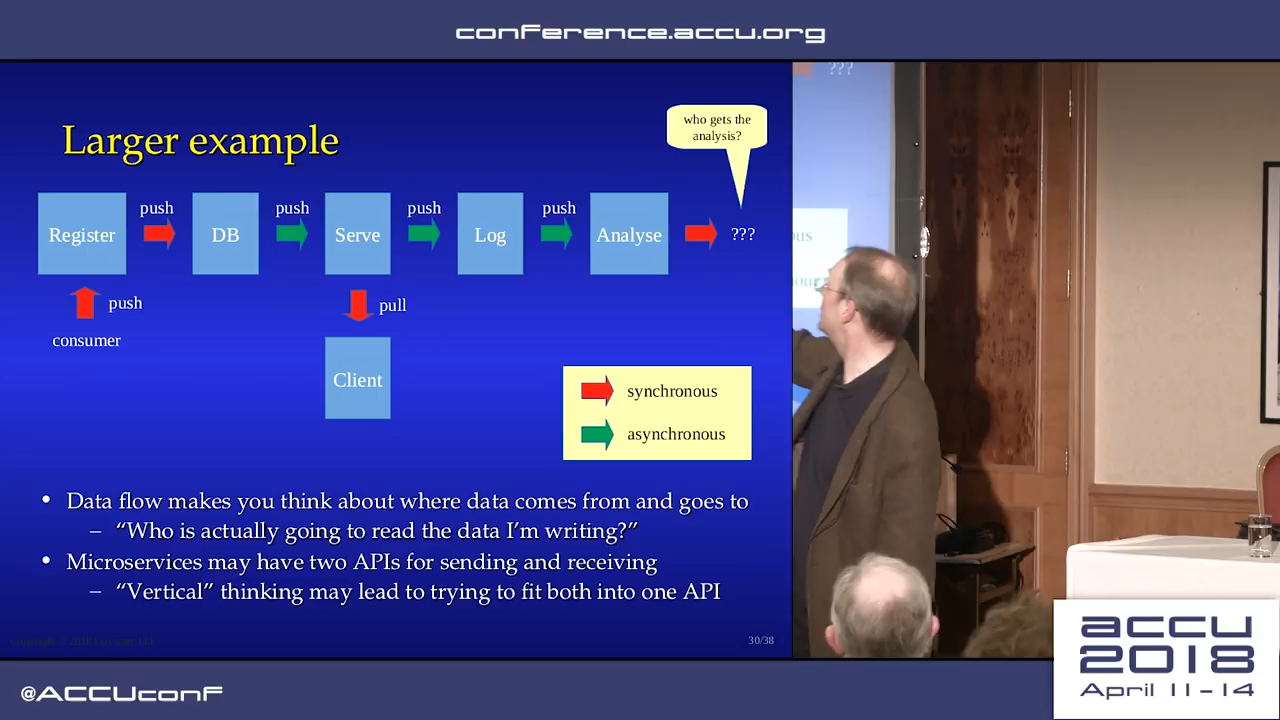 conference.accu.org
Larger example
who gets the
analysis?
push
push
push
push
Register
DB
Serve
Log
Analyse
???
push
pull
consumer
Client
synchronous
asynchronous
• Data flow makes you think about where data comes from and goes to
– “Who is actually going to read the data I’m writing?”
• Microservices may have two APIs for sending and receiving
– “Vertical” thinking may lead to trying to fit both into one API
30/38
???
accu
2018
April 11-14
@ACCUconf